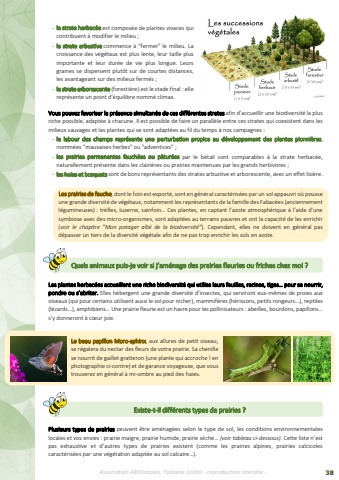 Les successions
végétales
- la strate herbacée est composée de plantes vivaces qui
contribuent à modifier le milieu ;
- la strate arbustive commence à "fermer" le milieu. La
croissance des végétaux est plus lente, leur taille plus
importante et leur durée de vie plus longue. Leurs
graines se dispersent plutôt sur de courtes distances,
les avantageant sur des milieux fermés ;
- la strate arborescente (forestière) est le stade final : elle
représente un point d'équilibre nommé climax.
Stade
pionnier
Stade
herbacé
Stade
arbustif
Stade
forestier
Vous pouvez favoriser la présence simultanée de ces différentes strates afin d'accueillir une biodiversité la plus
riche possible, adaptée à chacune. Il est possible de faire un parallèle entre ces strates qui coexistent dans les
milieux sauvages et les plantes qui se sont adaptées au fil du temps à nos campagnes :
- le labour des champs représente une perturbation propice au développement des plantes pionnières,
nommées "mauvaises herbes" ou "adventices" ;
- les prairies permanentes fauchées ou pâturées par le bétail sont comparables à la strate herbacée,
naturellement présente dans les clairières ou prairies maintenues par les grands herbivores ;
- les haies et bosquets sont de bons représentants des strates arbustive et arborescente, avec un effet lisière.
Les prairies de fauche, dont le foin est exporté, sont en général caractérisées par un sol appauvri où pousse
une grande diversité de végétaux, notamment les représentants de la famille des Fabacées (anciennement
légumineuses) : trèfles, luzerne, sainfoin... Ces plantes, en captant l'azote atmosphérique à l'aide d'une
symbiose avec des micro-organismes, sont adaptées au terrains pauvres et ont la capacité de les enrichir
(voir le chapitre "Mon potager allié de la biodiversité"). Cependant, elles ne doivent en général pas
dépasser un tiers de la diversité végétale afin de ne pas trop enrichir les sols en azote.
Quels animaux puis-je voir si j'aménage des prairies fleuries ou friches chez moi ?
Les plantes herbacées accueillent une riche biodiversité qui utilise leurs feuilles, racines, tiges... pour se nourrir,
pondre ou s'abriter. Elles hébergent une grande diversité d'insectes, qui serviront eux-mêmes de proies aux
oiseaux (qui pour certains utilisent aussi le sol pour nicher), mammifères (hérissons, petits rongeurs...), reptiles
(lézards...), amphibiens... Une prairie fleurie est un havre pour les pollinisateurs : abeilles, bourdons, papillons...
s'y donneront à cœur joie.
Le beau papillon Moro-sphinx, aux allures de petit oiseau,
se régalera du nectar des fleurs de votre prairie. Sa chenille
se nourrit de gaillet gratteron (une plante qui accroche ! en
photographie ci-contre) et de garance voyageuse, que vous
trouverez en général à mi-ombre au pied des haies.
Existe-t-il différents types de prairies ?
Plusieurs types de prairies peuvent être aménagées selon le type de sol, les conditions environnementales
locales et vos envies : prairie maigre, prairie humide, prairie sèche... (voir tableau ci-dessous). Cette liste n'est
pas exhaustive et d'autres types de prairies existent (comme les prairies alpines, prairies calcicoles
caractérisées par une végétation adaptée au sol calcaire...).
38